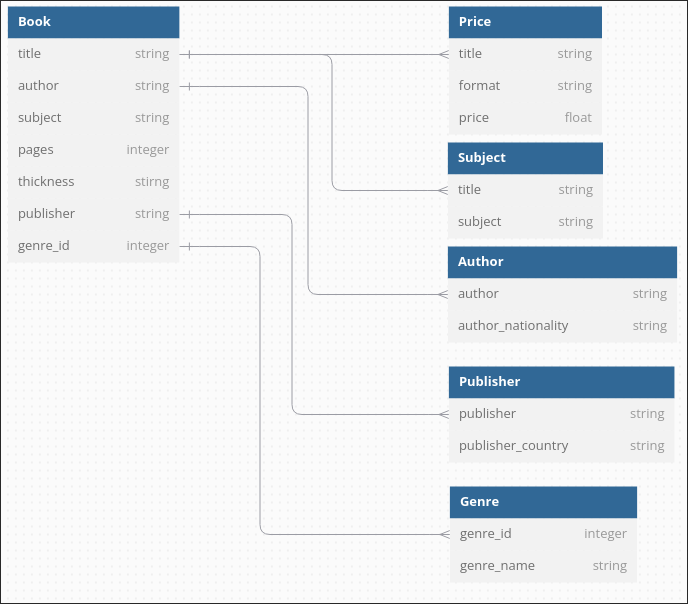 Book
title string
author string
subject string
pages integer
thickness stirng
publisher string
genre_id integer
Price
title string
format string
price float
Subject
title string
subject string
Author
author string
author_nationality string
Publisher
publisher string
publisher_country string
Genre
genre_id integer
genre_name string